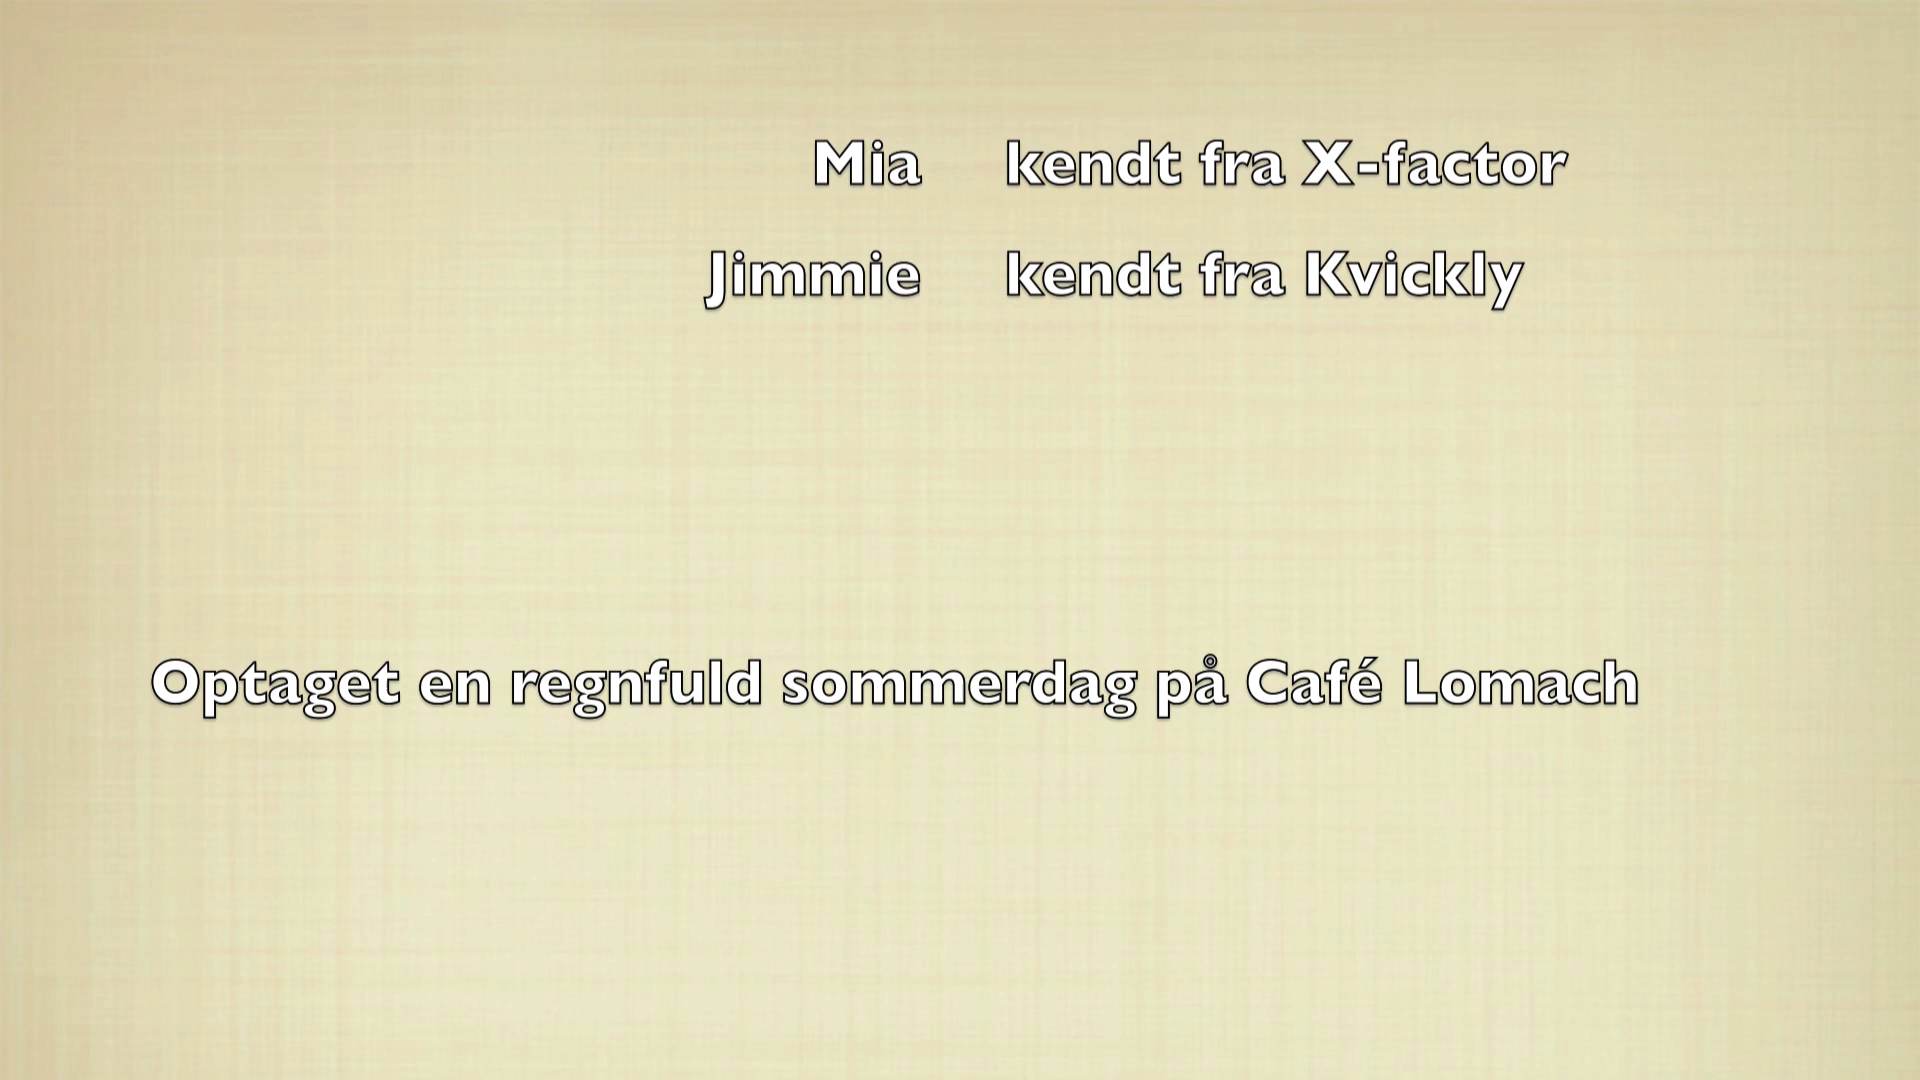 Mia kendt fra X-factor
Jimmie kendt fra Kvickly
Optaget en regnfuld sommerdag på Café Lomach